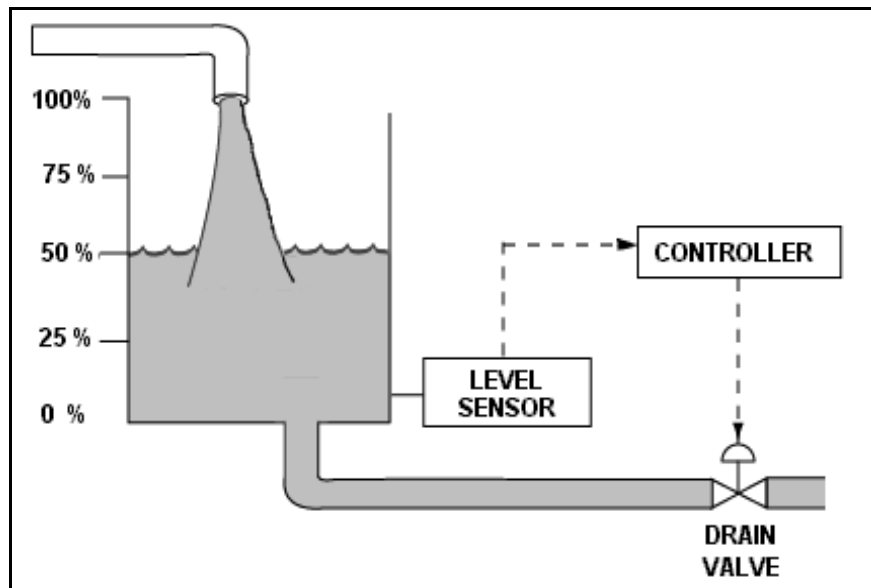 100%
75 %
50 %
25 %
0 %
CONTROLLER
LEVEL
SENSOR
DRAIN
VALVE